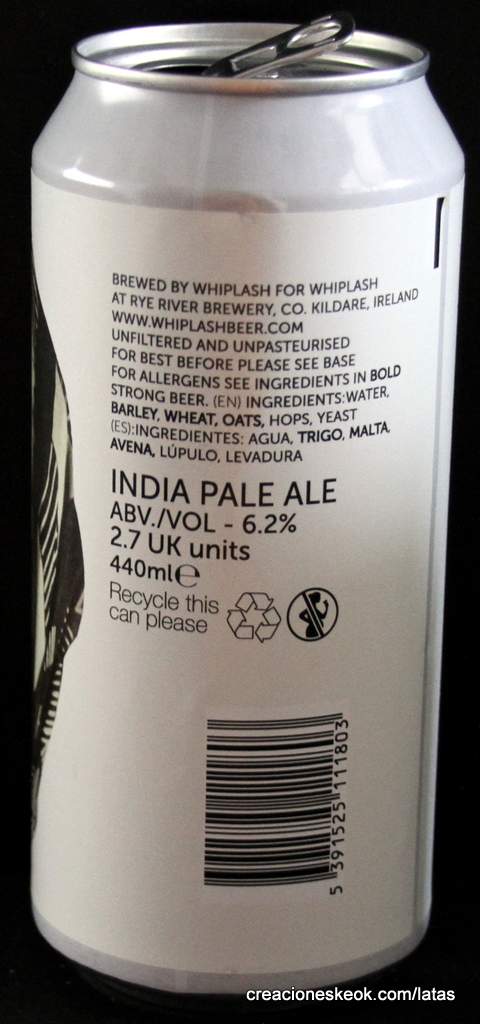 BREWED BY WHIPLASH FOR WHIPLASH
AT RYE RIVER BREWERY, CO. KILDARE, IRELAND
WWW.WHIPLASHBEER.COM
UNFILTERED AND UNPASTEURISED
FOR BEST BEFORE PLEASE SEE BASE
FOR ALLERGENS SEE INGREDIENTS IN BOLD
STRONG BEER. (EN) INGREDIENTS:WATER,
BARLEY, WHEAT, OATS, HOPS, YEAST
(ES):INGREDIENTES: AGUA, TRIGO, MALTA,
AVENA, LÚPULO, LEVADURA
INDIA PALE ALE
ABV./VOL - 6.2%
2.7 UK units
440ml℮
Recycle this
can please
5 391525 111803
creacioneskeok.com/latas